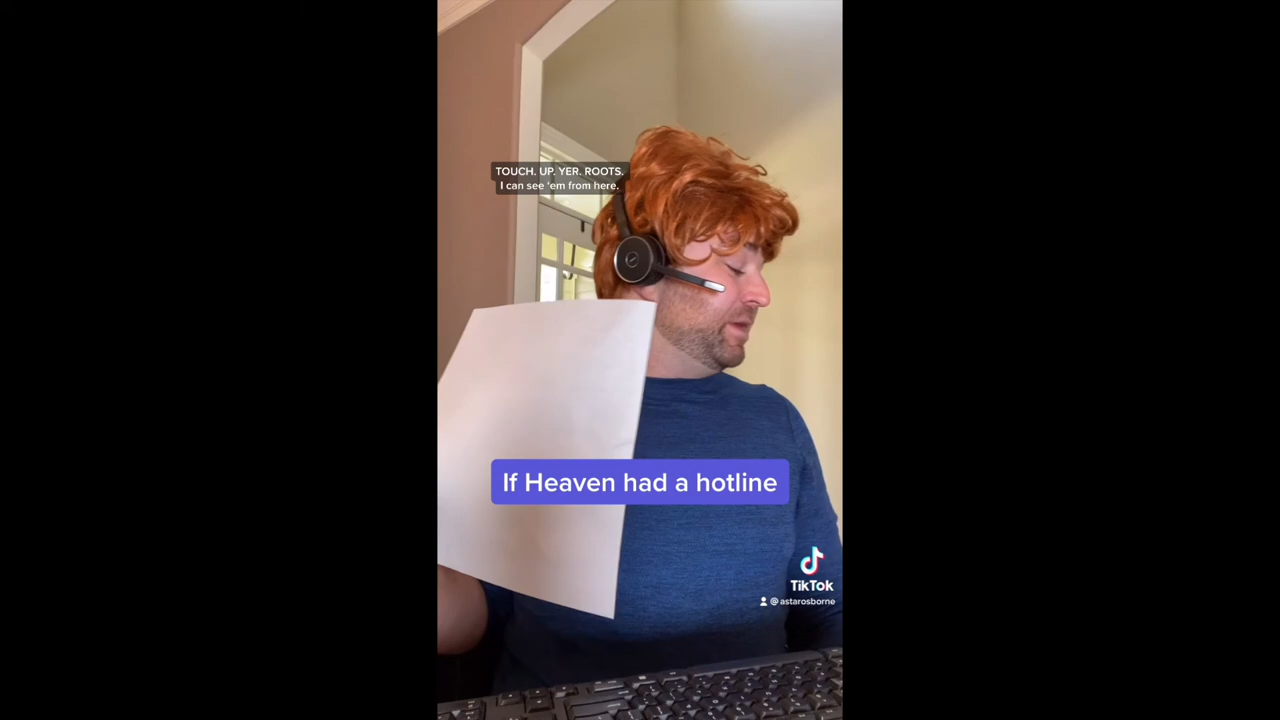 TOUCH. UP. YER. ROOTS.
I can see 'em from here.
If Heaven had a hotline
TikTok
@astarosborne